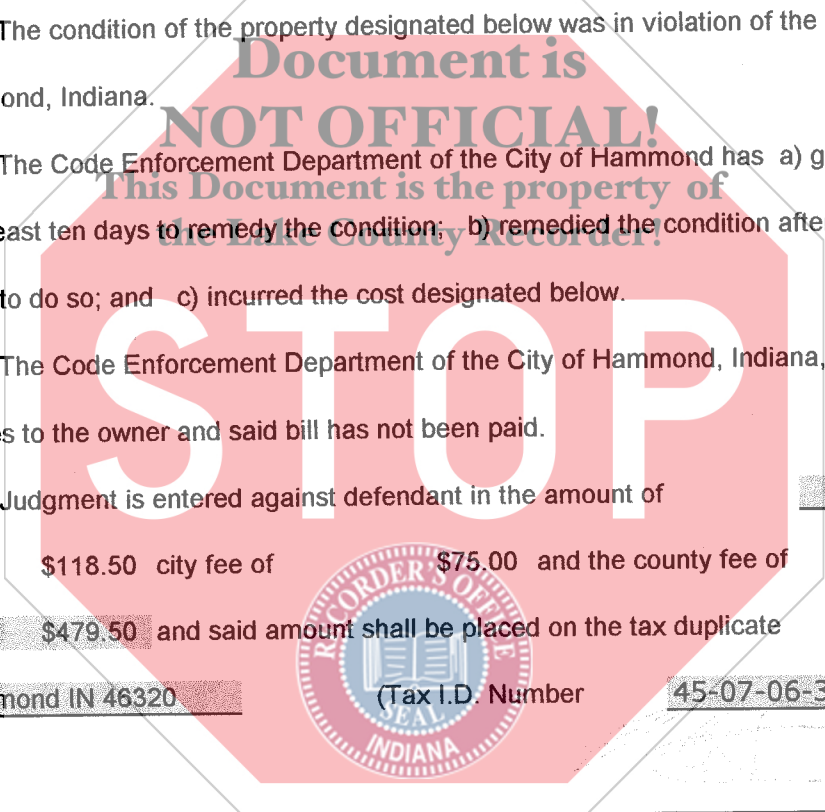 The condition of the property designated below was in violation of the
Document is
ond, Indiana.
NOT OFFICIAL!
The Code Enforcement Department of the City of Hammond has a) g
This Document is the property of
east ten days to remedy the condition; b) remedied the condition afte
the Lake County Recorder!
to do so; and c) incurred the cost designated below.
STOP
The Code Enforcement Department of the City of Hammond, Indiana,
s to the owner and said bill has not been paid.
Judgment is entered against defendant in the amount of
$118.50 city fee of $75.00 and the county fee of
RECORDER'S OFFICE
$479.50 and said amount shall be placed on the tax duplicate
mond IN 46320 (Tax I.D. Number 45-07-06-3
SEAL
INDIANA